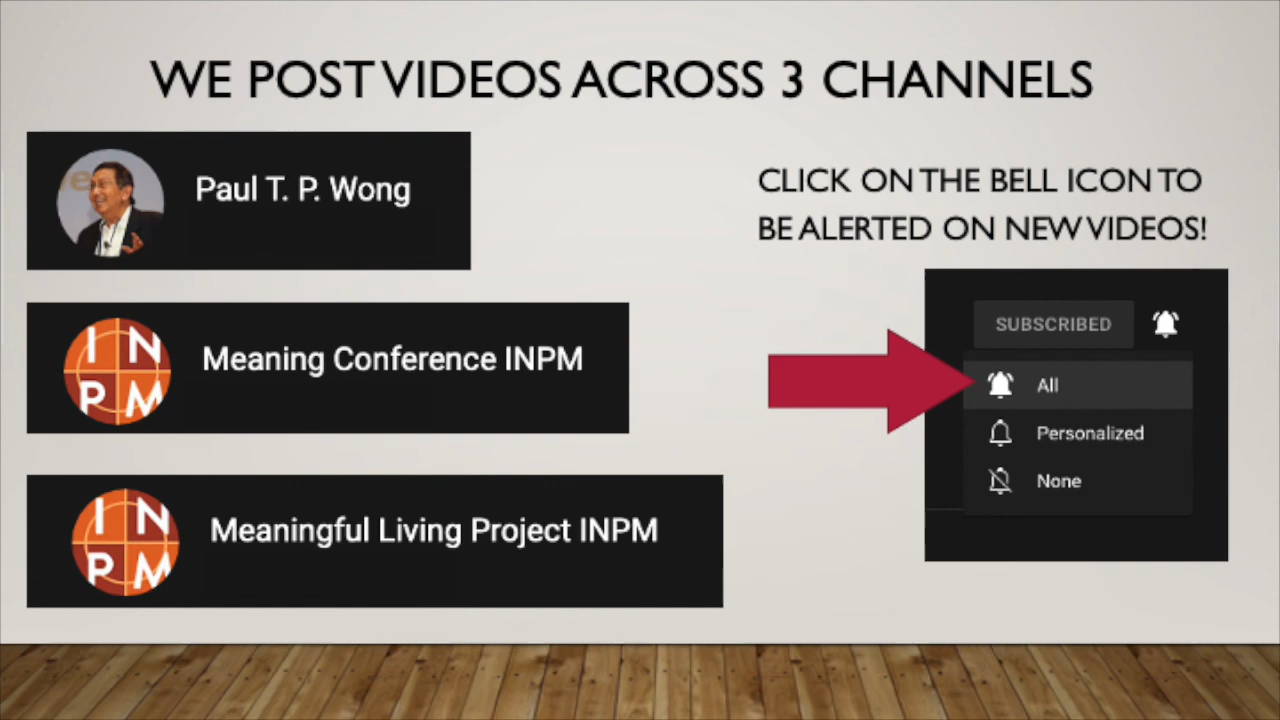 WE POST VIDEOS ACROSS 3 CHANNELS
Paul T. P. Wong
CLICK ON THE BELL ICON TO
BE ALERTED ON NEW VIDEOS!
I N
P M
Meaning Conference INPM
SUBSCRIBED
All
Personalized
None
I N
P M
Meaningful Living Project INPM